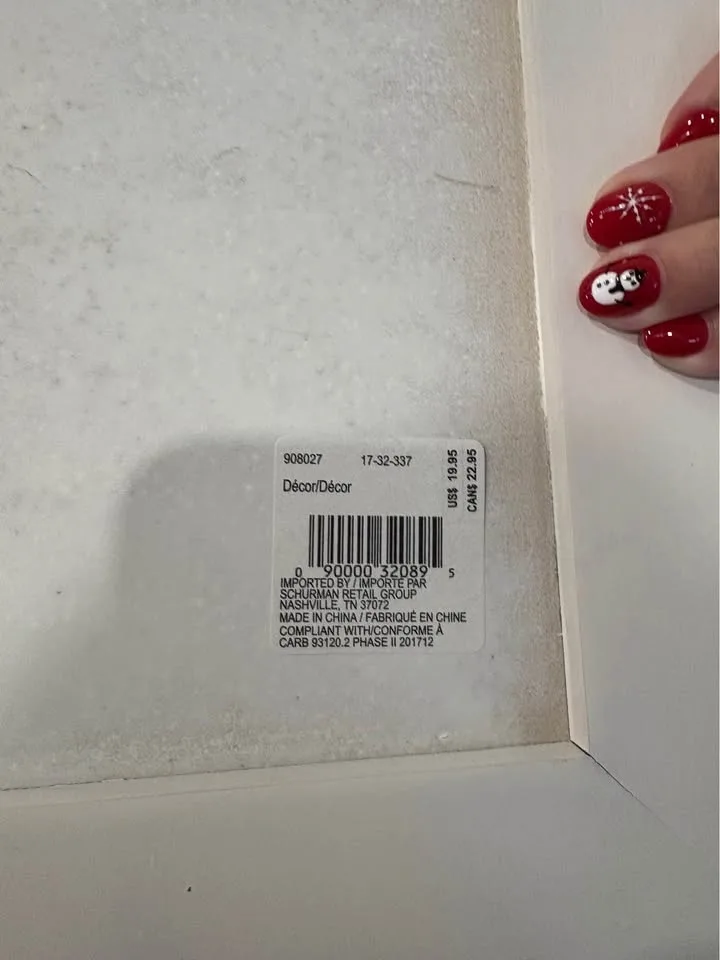 908027 17-32-337
US$ 19.95
CAN$ 22.95
Décor/Décor
0 90000 32089 5
IMPORTED BY / IMPORTÉ PAR
SCHURMAN RETAIL GROUP
NASHVILLE, TN 37072
MADE IN CHINA / FABRIQUÉ EN CHINE
COMPLIANT WITH/CONFORME À
CARB 93120.2 PHASE II 201712